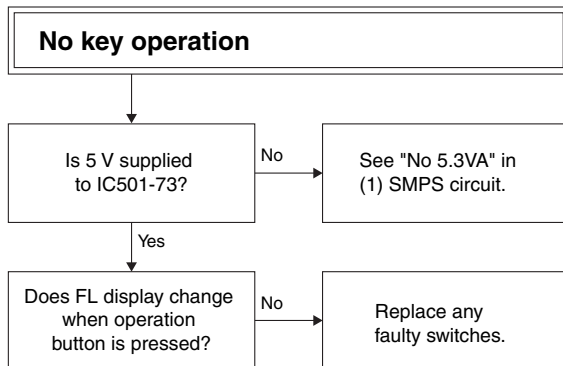 No key operation
Is 5 V supplied
to IC501-73?
No
See "No 5.3VA" in
(1) SMPS circuit.
Yes
Does FL display change
when operation
button is pressed?
No
Replace any
faulty switches.